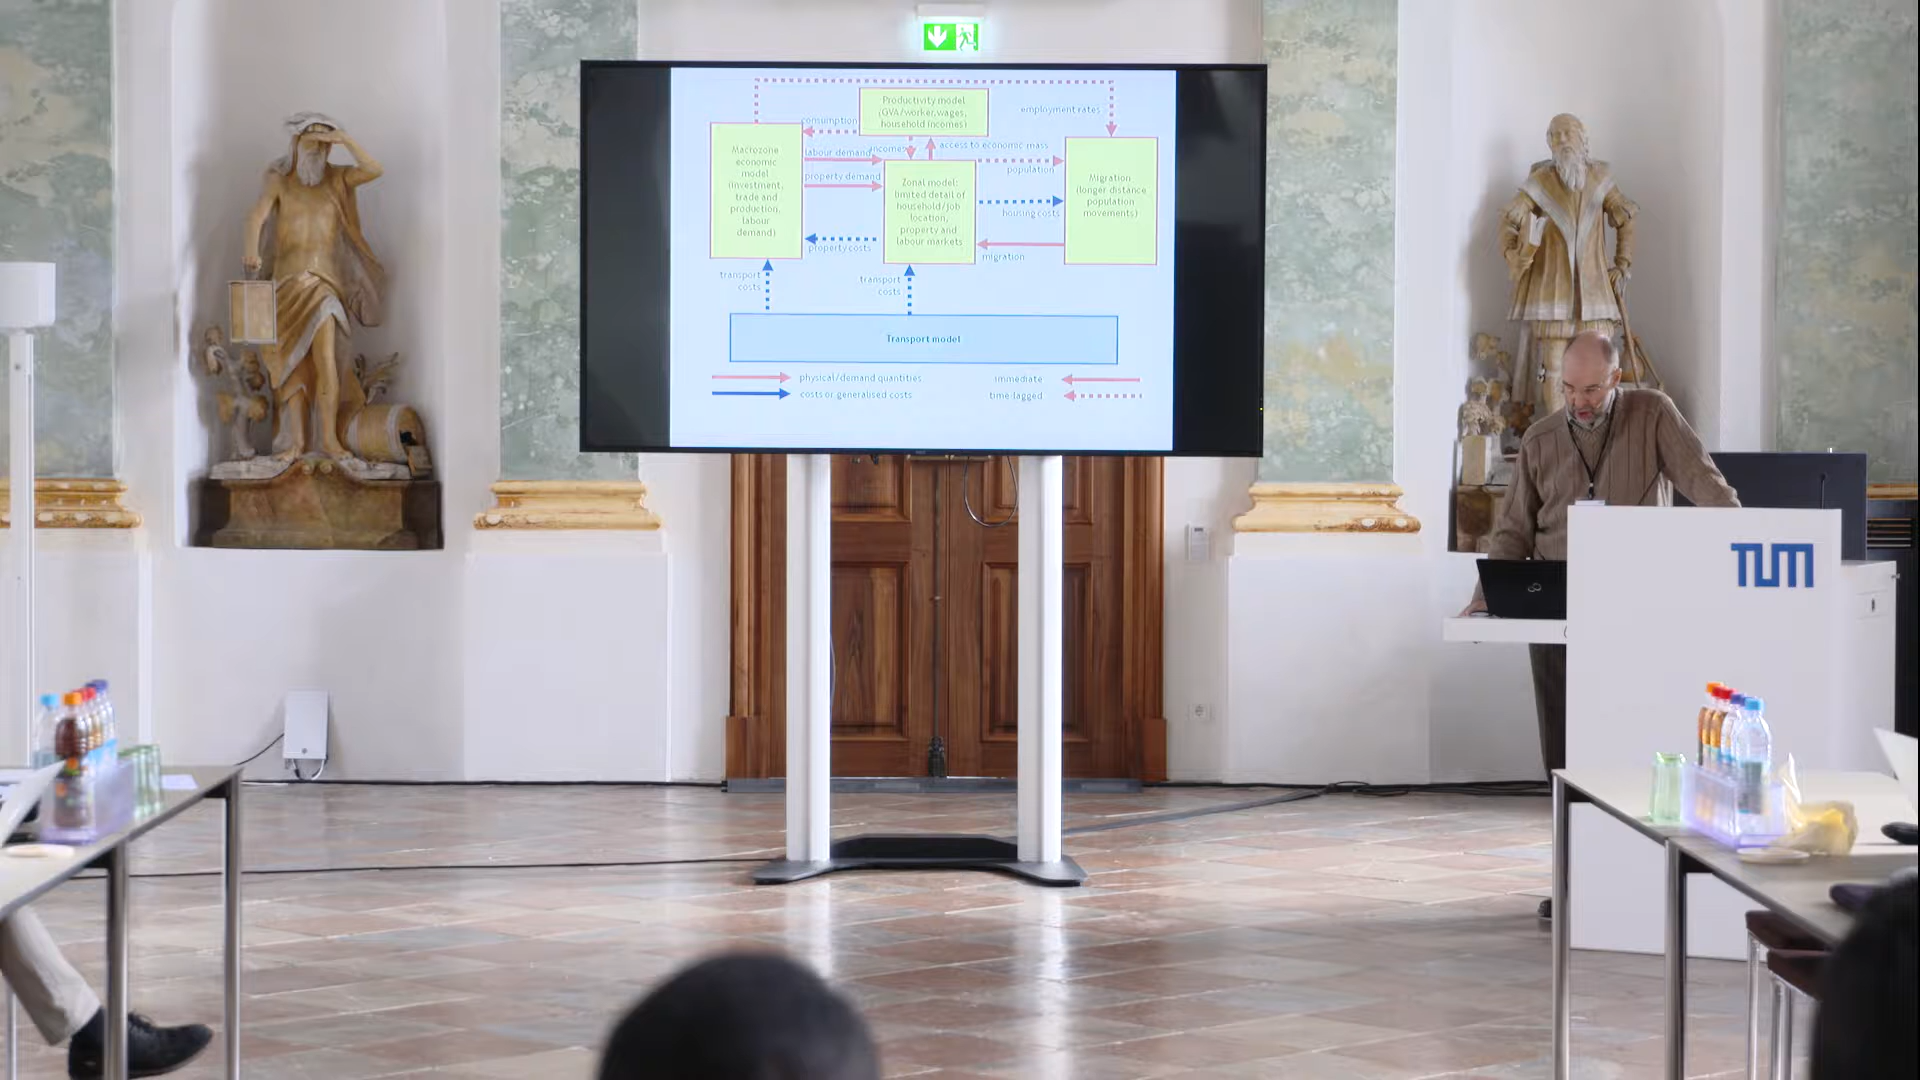 Productivity model
(GVA/worker, wages,
household incomes)
employment rates
consumption
Macrozone
economic
model
(investment,
trade and
production,
labour
demand)
labour demand
incomes
access to economic mass
property demand
population
Zonal model:
limited detail of
household/job
location,
property and
labour markets
Migration
(longer distance
population
movements)
housing costs
property costs
migration
transport
costs
transport
costs
Transport model
physical/demand quantities
immediate
costs or generalised costs
time-lagged
TUM